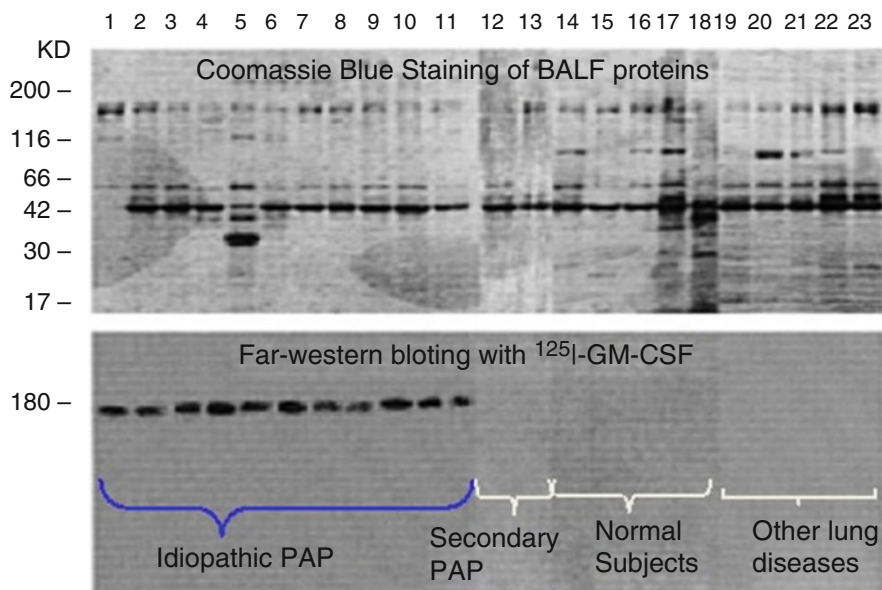 1 2 3 4 5 6 7 8 9 10 11 12 13 14 15 16 17 18 19 20 21 22 23
KD
Coomassie Blue Staining of BALF proteins
200 –
116 –
66 –
42 –
30 –
17 –
Far-western bloting with ¹²⁵I-GM-CSF
180 –
Idiopathic PAP
Secondary
PAP
Normal
Subjects
Other lung
diseases